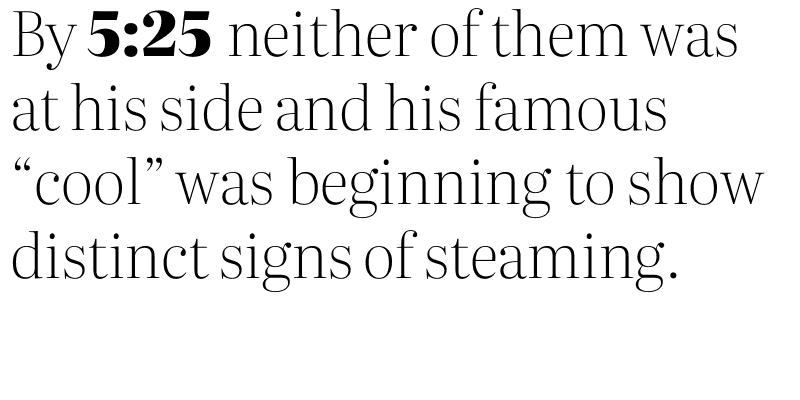 By 5:25 neither of them was
at his side and his famous
“cool” was beginning to show
distinct signs of steaming.